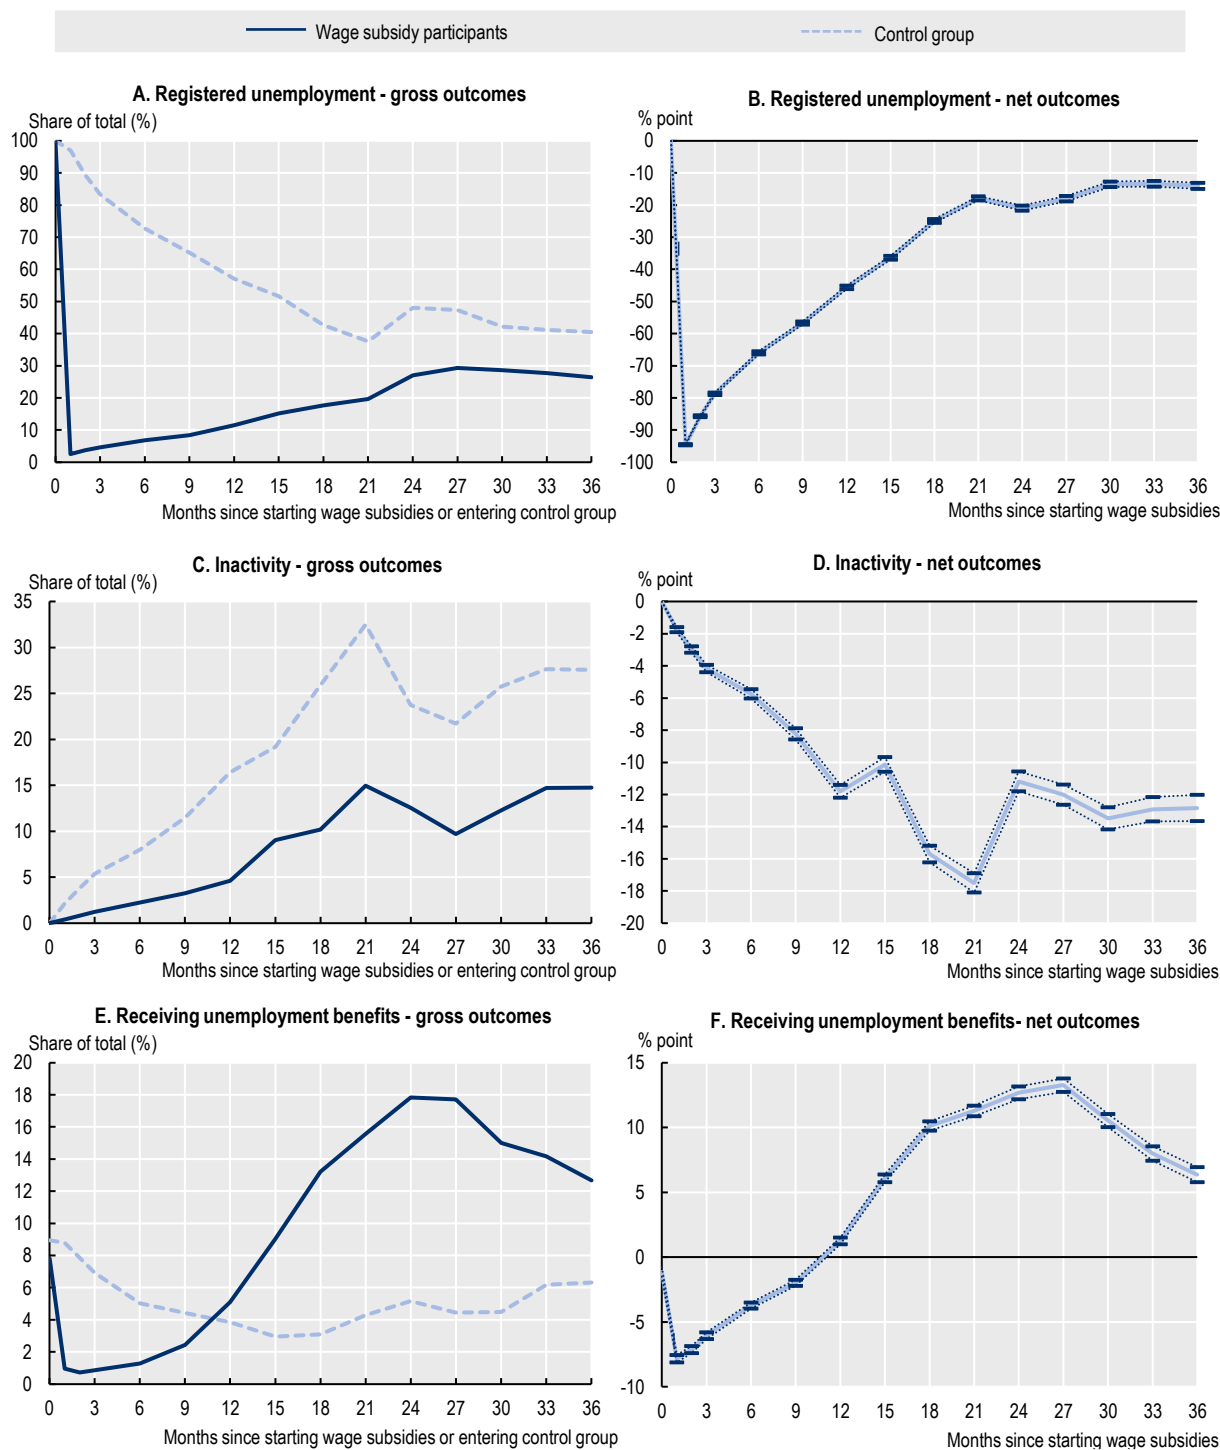 Wage subsidy participants
Control group
A. Registered unemployment - gross outcomes
Share of total (%)
100
90
80
70
60
50
40
30
20
10
0
0 3 6 9 12 15 18 21 24 27 30 33 36
Months since starting wage subsidies or entering control group
B. Registered unemployment - net outcomes
% point
0
-10
-20
-30
-40
-50
-60
-70
-80
-90
-100
0 3 6 9 12 15 18 21 24 27 30 33 36
Months since starting wage subsidies
C. Inactivity - gross outcomes
Share of total (%)
35
30
25
20
15
10
5
0
0 3 6 9 12 15 18 21 24 27 30 33 36
Months since starting wage subsidies or entering control group
D. Inactivity - net outcomes
% point
0
-2
-4
-6
-8
-10
-12
-14
-16
-18
-20
0 3 6 9 12 15 18 21 24 27 30 33 36
Months since starting wage subsidies
E. Receiving unemployment benefits - gross outcomes
Share of total (%)
20
18
16
14
12
10
8
6
4
2
0
0 3 6 9 12 15 18 21 24 27 30 33 36
Months since starting wage subsidies or entering control group
F. Receiving unemployment benefits- net outcomes
% point
15
10
5
0
-5
-10
0 3 6 9 12 15 18 21 24 27 30 33 36
Months since starting wage subsidies